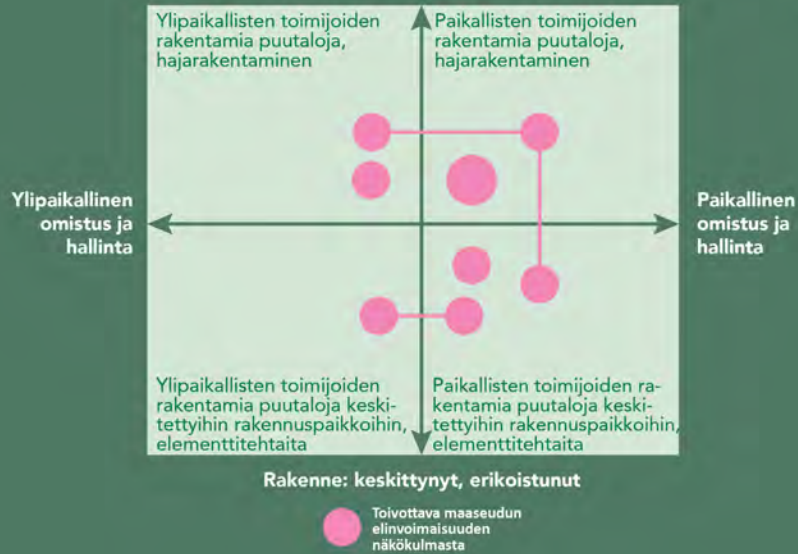 Ylipaikallisten toimijoiden
rakentamia puutaloja,
hajarakentaminen
Paikallisten toimijoiden
rakentamia puutaloja,
hajarakentaminen
Ylipaikallinen
omistus ja
hallinta
Paikallinen
omistus ja
hallinta
Ylipaikallisten toimijoiden
rakentamia puutaloja keski-
tettyihin rakennuspaikkoihin,
elementtitehtaita
Paikallisten toimijoiden ra-
kentamia puutaloja keski-
tettyihin rakennuspaikkoihin,
elementtitehtaita
Rakenne: keskittynyt, erikoistunut
Toivottava maaseudun
elinvoimaisuuden
näkökulmasta